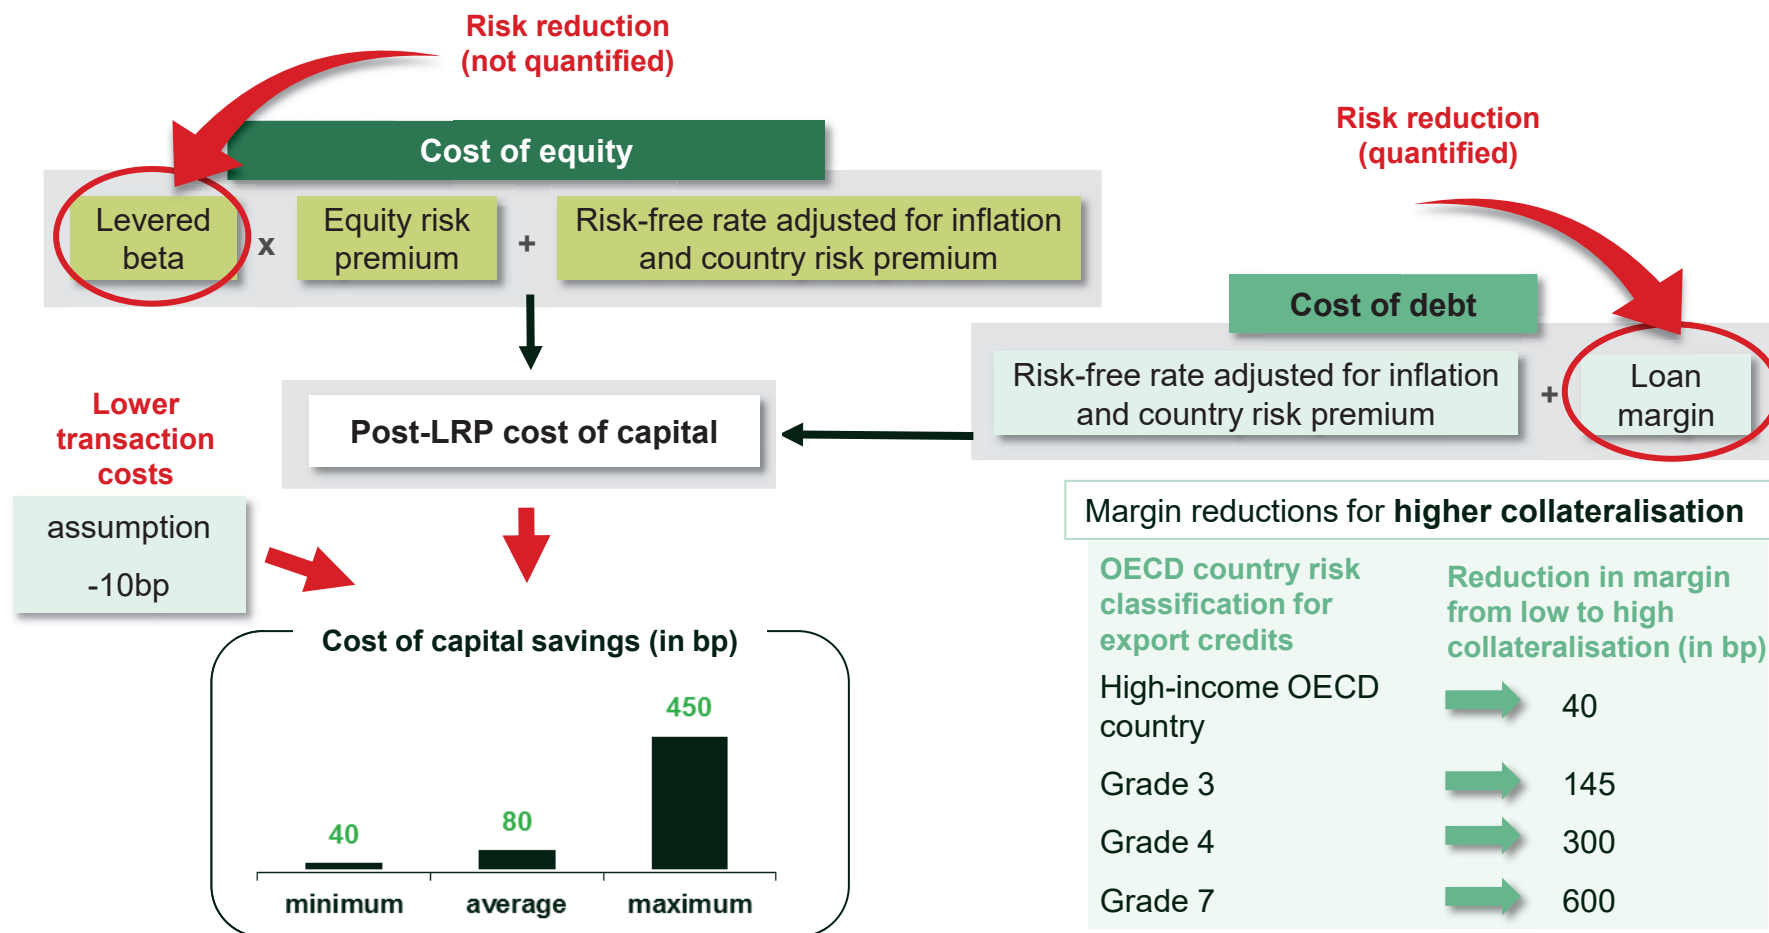 Risk reduction
(not quantified)
Cost of equity
Levered
beta
x
Equity risk
premium
+
Risk-free rate adjusted for inflation
and country risk premium
Risk reduction
(quantified)
Cost of debt
Risk-free rate adjusted for inflation
and country risk premium
+
Loan
margin
Post-LRP cost of capital
Lower
transaction
costs
assumption
-10bp
Cost of capital savings (in bp)
40
80
450
minimum
average
maximum
Margin reductions for higher collateralisation
OECD country risk
classification for
export credits
Reduction in margin
from low to high
collateralisation (in bp)
High-income OECD
country
40
Grade 3
145
Grade 4
300
Grade 7
600